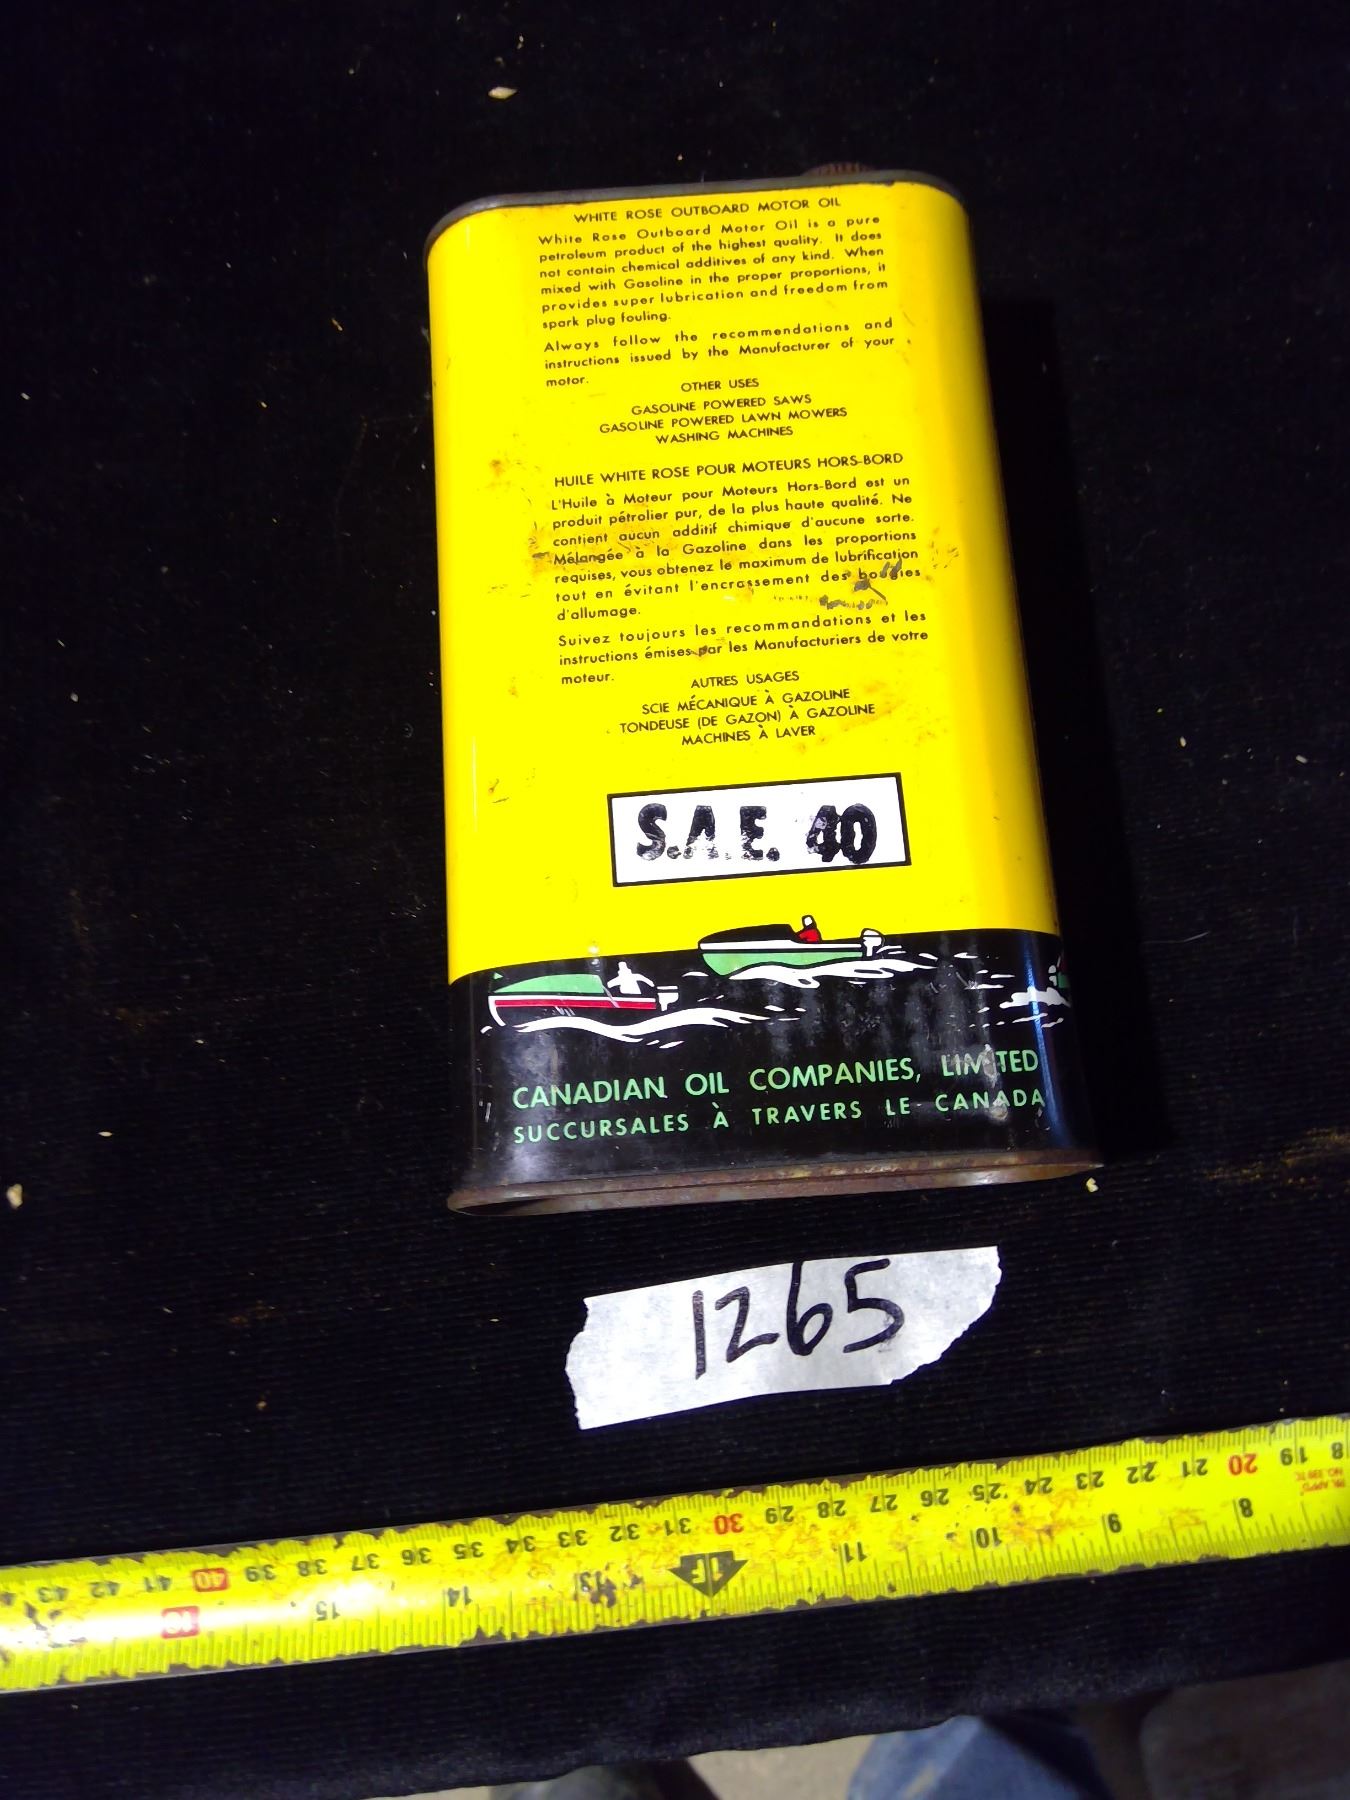 WHITE ROSE OUTBOARD MOTOR OIL
White Rose Outboard Motor Oil is a pure
petroleum product of the highest quality. It does
not contain chemical additives of any kind. When
mixed with Gasoline in the proper proportions, it
provides super lubrication and freedom from
spark plug fouling.
Always follow the recommendations and
instructions issued by the Manufacturer of your
motor.
OTHER USES
GASOLINE POWERED SAWS
GASOLINE POWERED LAWN MOWERS
WASHING MACHINES
HUILE WHITE ROSE POUR MOTEURS HORS-BORD
L'Huile à Moteur pour Moteurs Hors-Bord est un
produit pétrolier pur, de la plus haute qualité. Ne
contient aucun additif chimique d'aucune sorte.
Mélangée à la Gazoline dans les proportions
requises, vous obtenez le maximum de lubrification
tout en évitant l'encrassement des bougies
d'allumage.
Suivez toujours les recommandations et les
instructions émises par les Manufacturiers de votre
moteur.
AUTRES USAGES
SCIE MÉCANIQUE À GAZOLINE
TONDEUSE (DE GAZON) À GAZOLINE
MACHINES À LAVER
S.A.E. 40
CANADIAN OIL COMPANIES, LIMITED
SUCCURSALES À TRAVERS LE CANADA
1265
43 42 41 40 39 38 37 36 35 34 33 32 31 30 29 28 27 26 25 24 23 22 21 20 19 8
15 14 13 1F 11 10 9 8